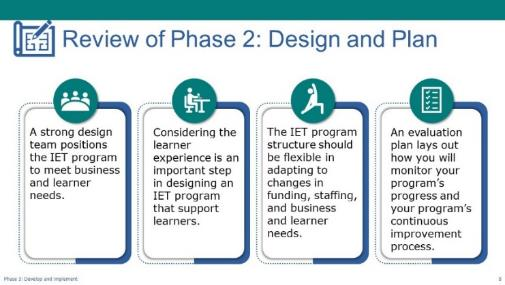 Review of Phase 2: Design and Plan
A strong design
team positions
the IET program
to meet business
and learner
needs.
Considering the
learner
experience is an
important step
in designing an
IET program
that support
learners.
The IET program
structure should
be flexible in
adapting to
changes in
funding, staffing,
and business
and learner
needs.
An evaluation
plan lays out
how you will
monitor your
program's
progress and
your program's
continuous
improvement
process.
Phase 3: Develop and Implement